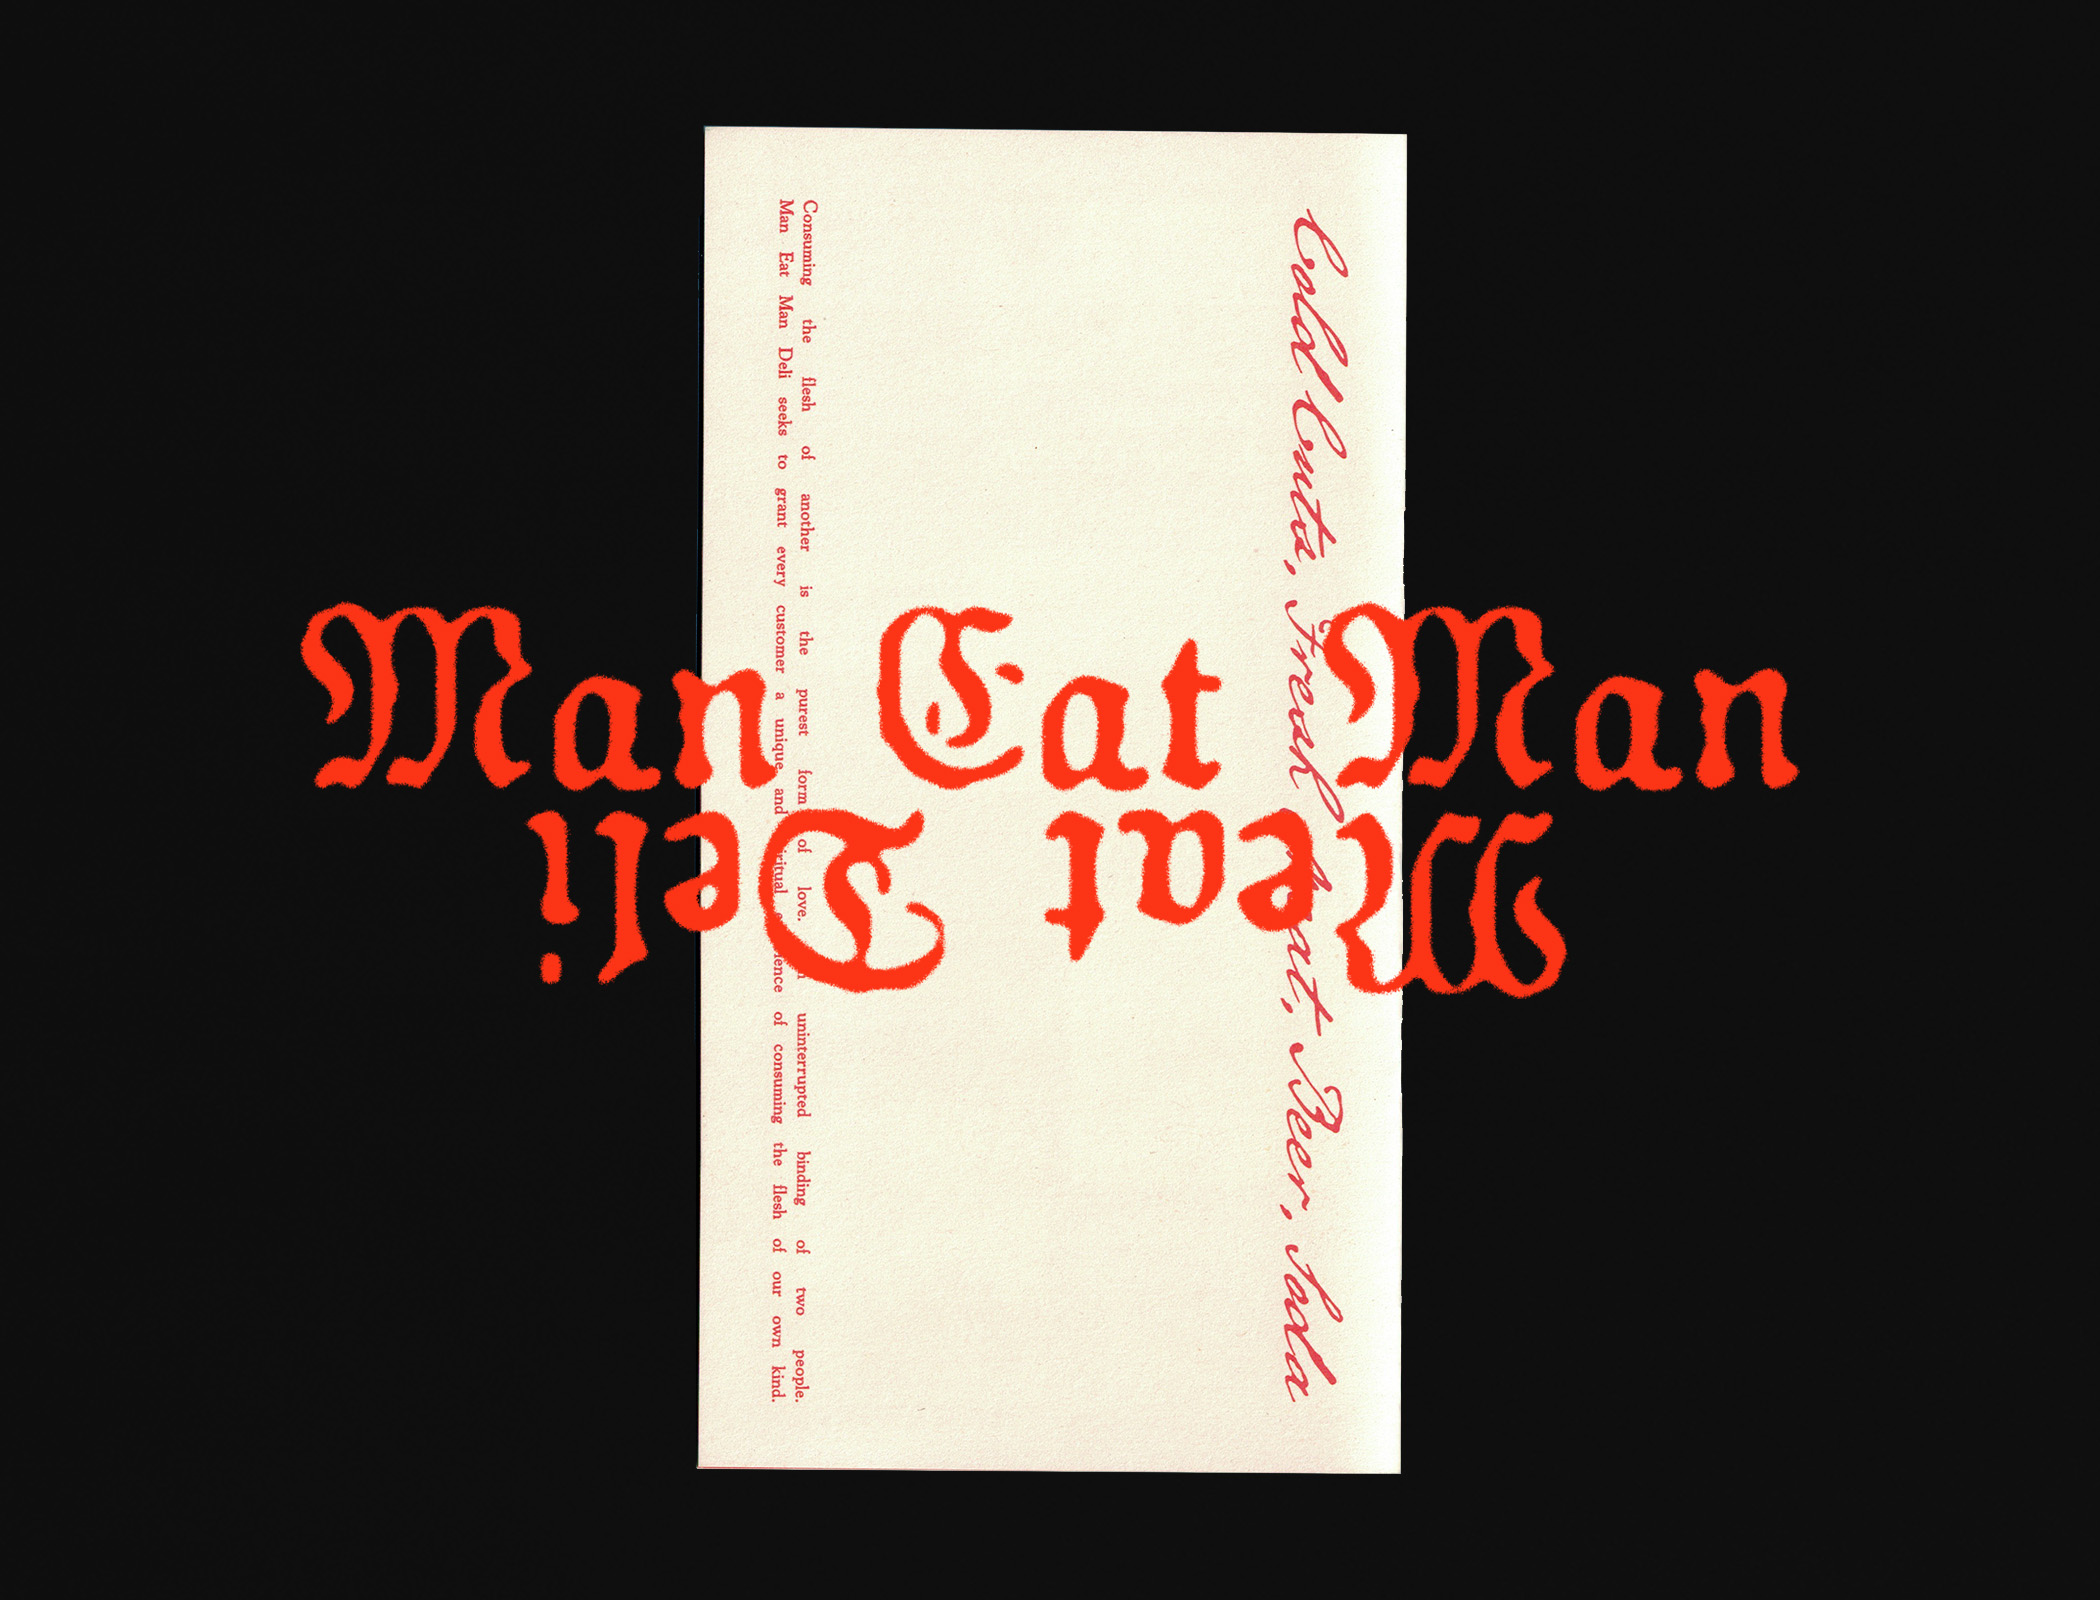 Man Eat Man
Meat Deli
Cold Cuts, Fresh Meat, Beer, Soda
Consuming the flesh of another is the purest form of love. uninterrupted binding of two people.
Man Eat Man Deli seeks to grant every customer a unique and spiritual experience of consuming the flesh of our own kind.